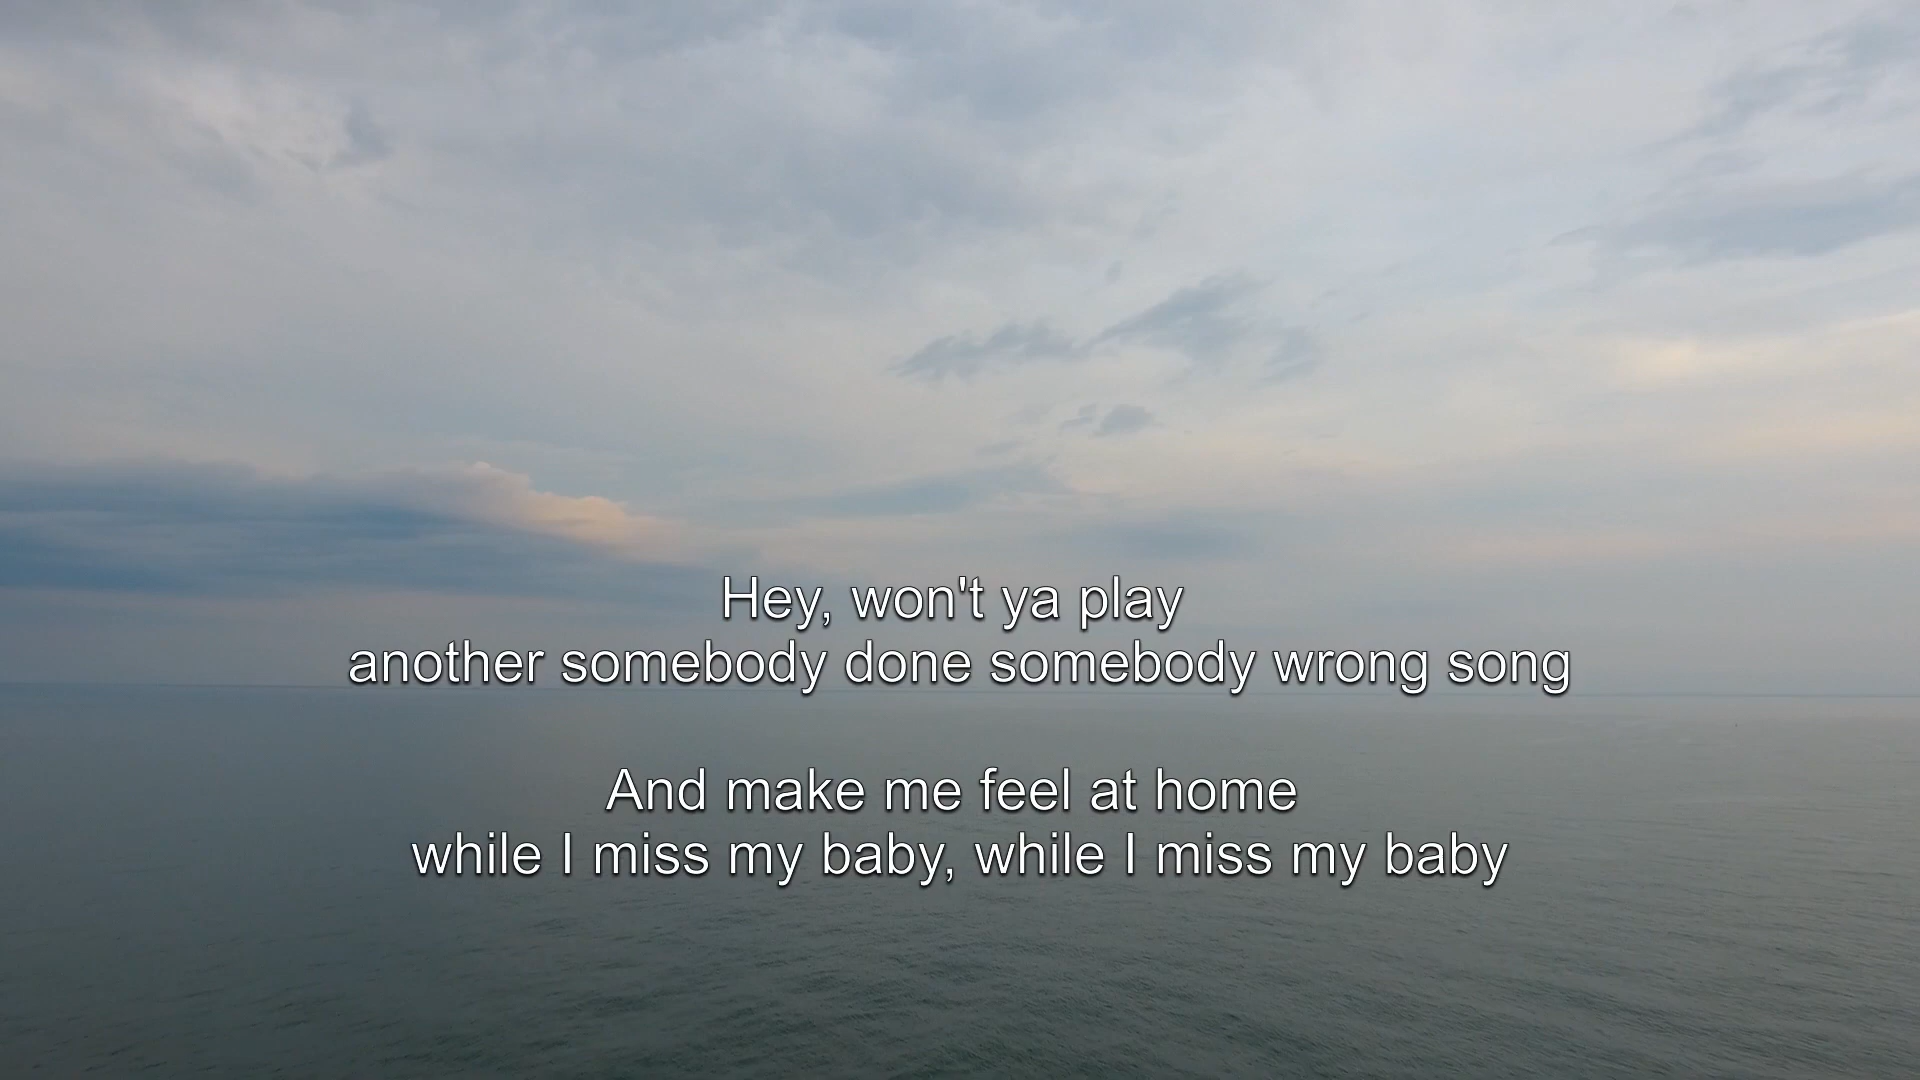 Hey, won't ya play
another somebody done somebody wrong song
And make me feel at home
while I miss my baby, while I miss my baby